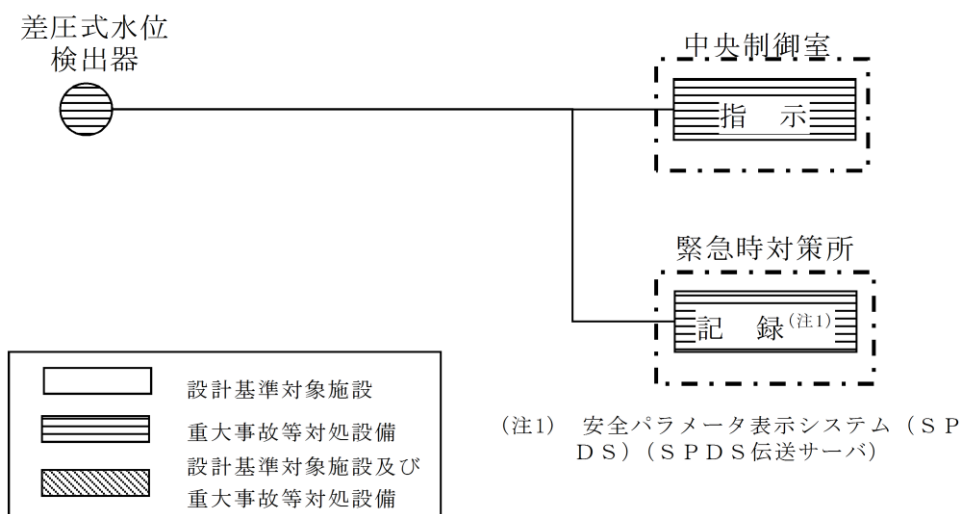 差圧式水位
検出器
中央制御室
指　示
緊急時対策所
記　録(注1)
設計基準対象施設
重大事故等対処設備
設計基準対象施設及び
重大事故等対処設備
(注1)　安全パラメータ表示システム（ＳＰ
ＤＳ）（ＳＰＤＳ伝送サーバ）